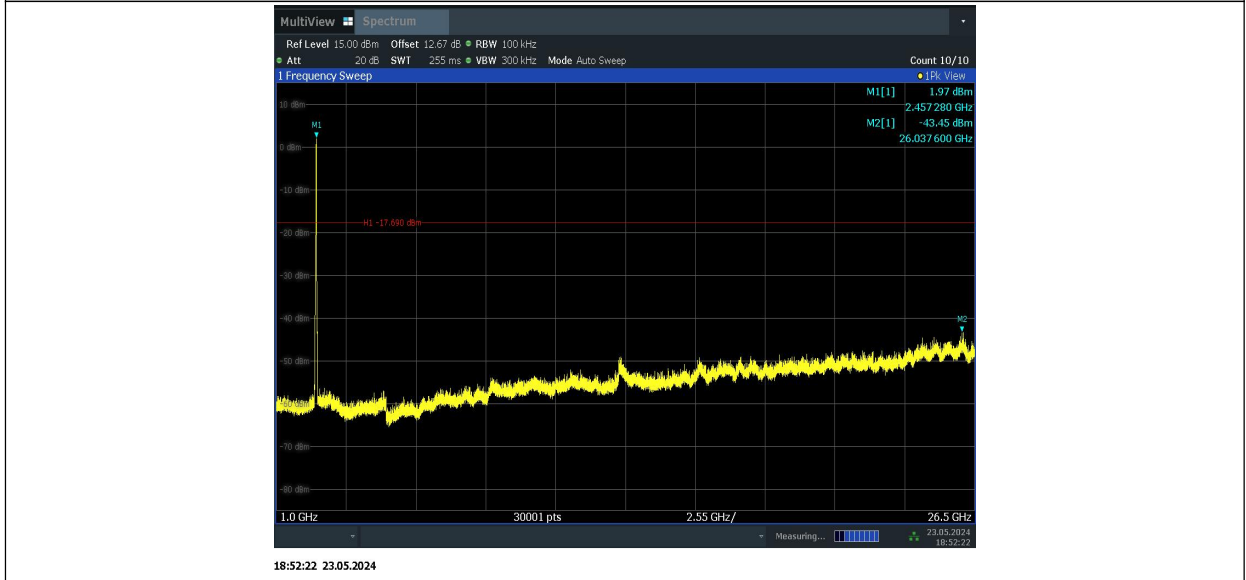 MultiView Spectrum
Ref Level 15.00 dBm Offset 12.67 dB RBW 100 kHz
Att 20 dB SWT 255 ms VBW 300 kHz Mode Auto Sweep Count 10/10
1 Frequency Sweep 1Pk View
M1[1] 1.97 dBm
2.457 280 GHz
M2[1] -43.45 dBm
26.037 600 GHz
10 dBm
M1
0 dBm
-10 dBm
H1 -17.690 dBm
-20 dBm
-30 dBm
-40 dBm
M2
-50 dBm
-60 dBm
-70 dBm
-80 dBm
1.0 GHz 30001 pts 2.55 GHz/ 26.5 GHz
Measuring... 23.05.2024
18:52:22
18:52:22 23.05.2024